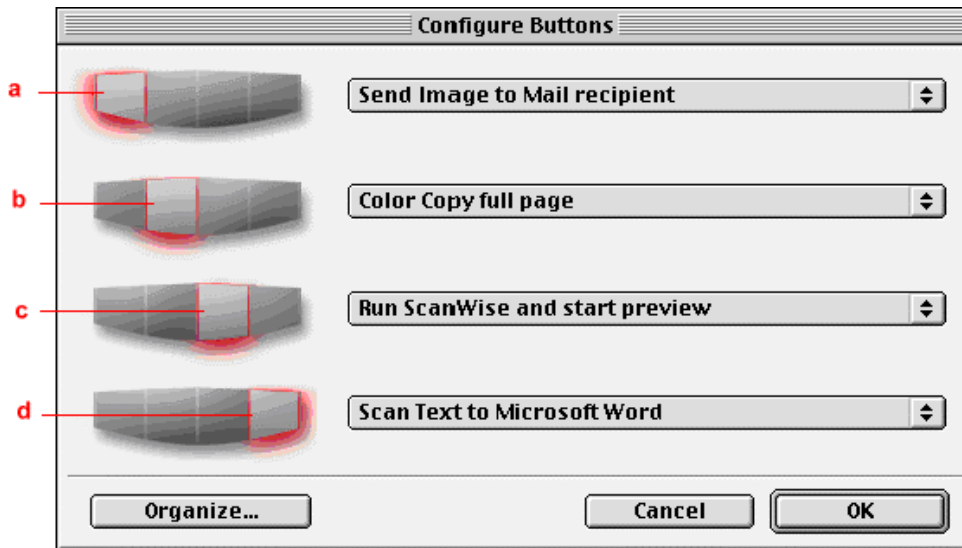 Configure Buttons
a
Send Image to Mail recipient
b
Color Copy full page
c
Run ScanWise and start preview
d
Scan Text to Microsoft Word
Organize... Cancel OK